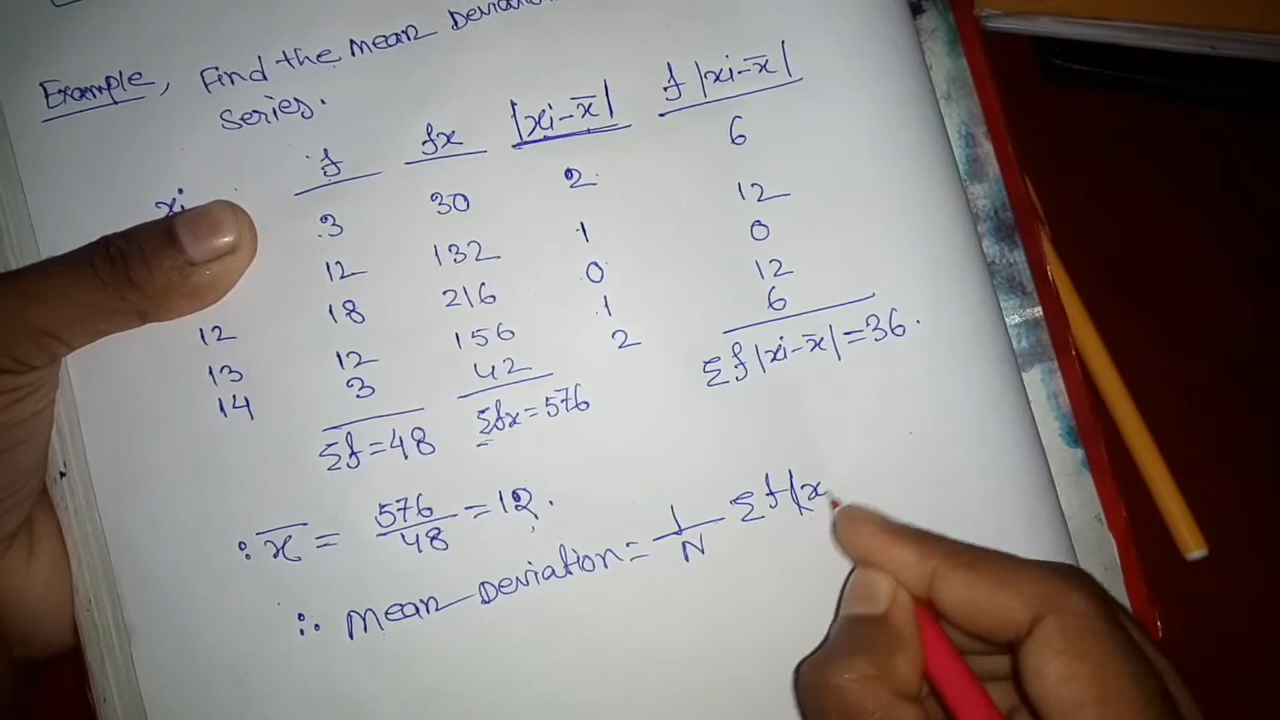 Example, Find the mean
series.
xi f fx |xi-x̄| f |xi-x̄|
3 30 2 6
12 132 1 12
18 216 0 0
12 12 156 1 12
13 3 42 2 6
14
Σf=48 Σfx=576 Σf|xi-x̄|=36.
∴ x̄ = 576/48 = 12.
∴ Mean Deviation = 1/N Σf|x